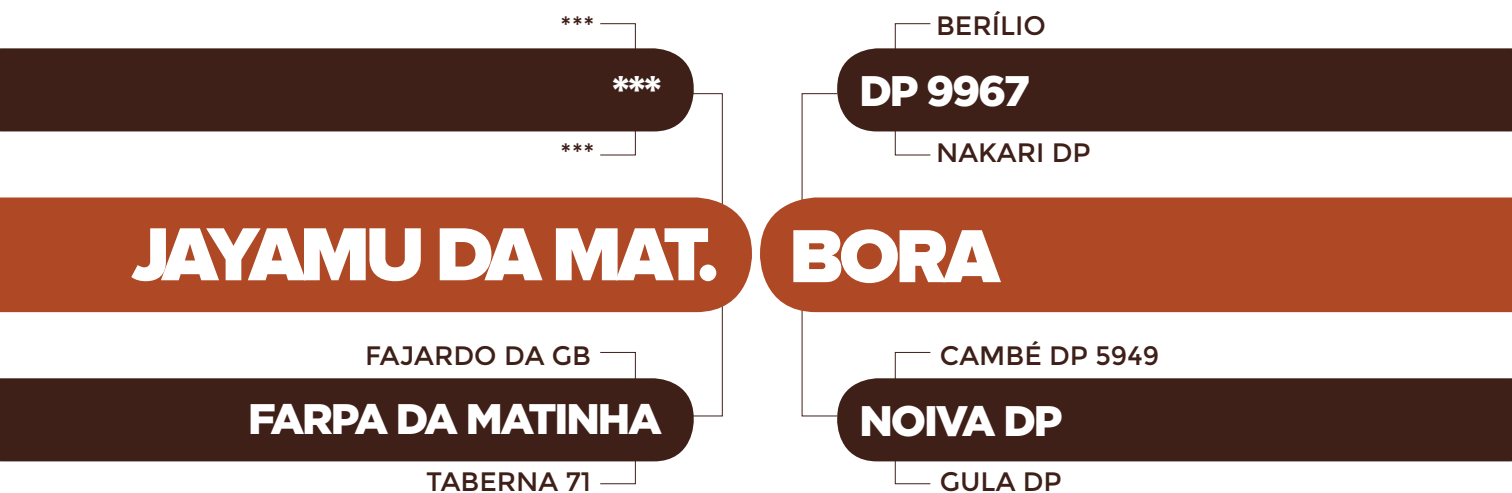 ***
***
***
JAYAMU DA MAT.
FAJARDO DA GB
FARPA DA MATINHA
TABERNA 71
BERÍLIO
DP 9967
NAKARI DP
BORA
CAMBÉ DP 5949
NOIVA DP
GULA DP